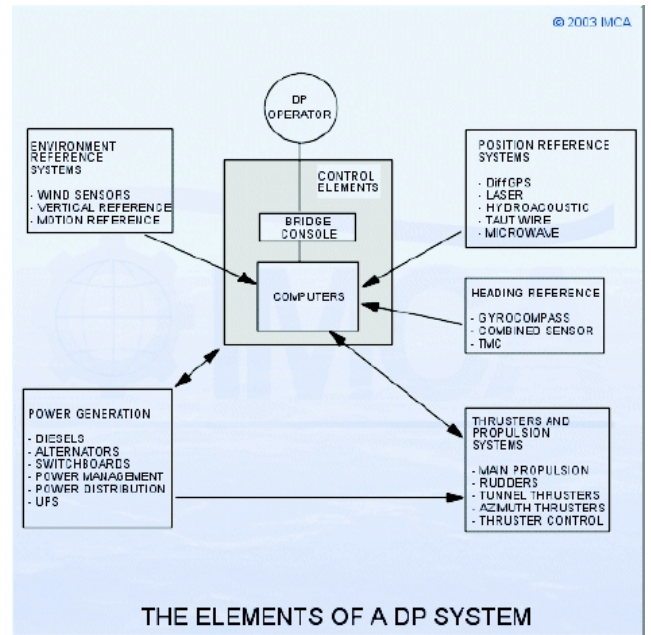 © 2003 IMCA
DP
OPERATOR
ENVIRONMENT
REFERENCE
SYSTEMS
- WIND SENSORS
- VERTICAL REFERENCE
- MOTION REFERENCE
CONTROL
ELEMENTS
BRIDGE
CONSOLE
COMPUTERS
POSITION REFERENCE
SYSTEMS
- DiffGPS
- LASER
- HYDROACOUSTIC
- TAUT WIRE
- MICROWAVE
HEADING REFERENCE
- GYROCOMPASS
- COMBINED SENSOR
- TMC
POWER GENERATION
- DIESELS
- ALTERNATORS
- SWITCHBOARDS
- POWER MANAGEMENT
- POWER DISTRIBUTION
- UPS
THRUSTERS AND
PROPULSION
SYSTEMS
- MAIN PROPULSION
- RUDDERS
- TUNNEL THRUSTERS
- AZIMUTH THRUSTERS
- THRUSTER CONTROL
IMCA
THE ELEMENTS OF A DP SYSTEM